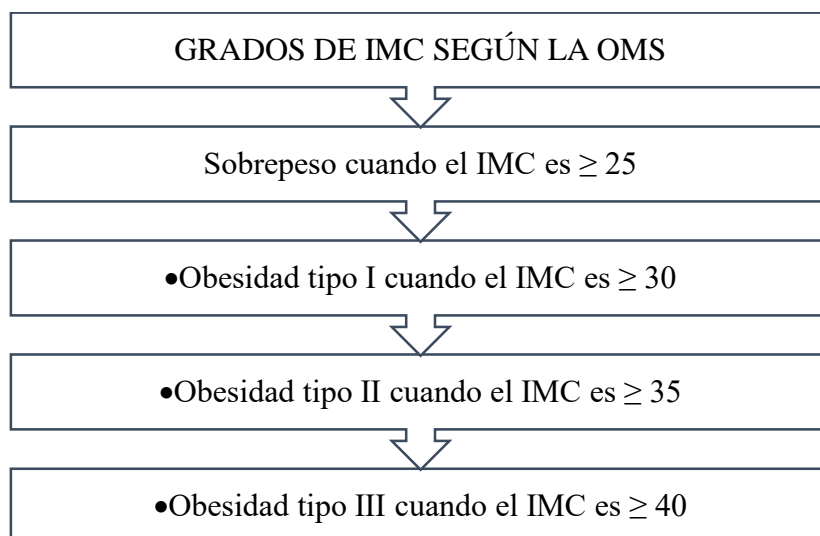 GRADOS DE IMC SEGÚN LA OMS
Sobrepeso cuando el IMC es ≥ 25
•Obesidad tipo I cuando el IMC es ≥ 30
•Obesidad tipo II cuando el IMC es ≥ 35
•Obesidad tipo III cuando el IMC es ≥ 40